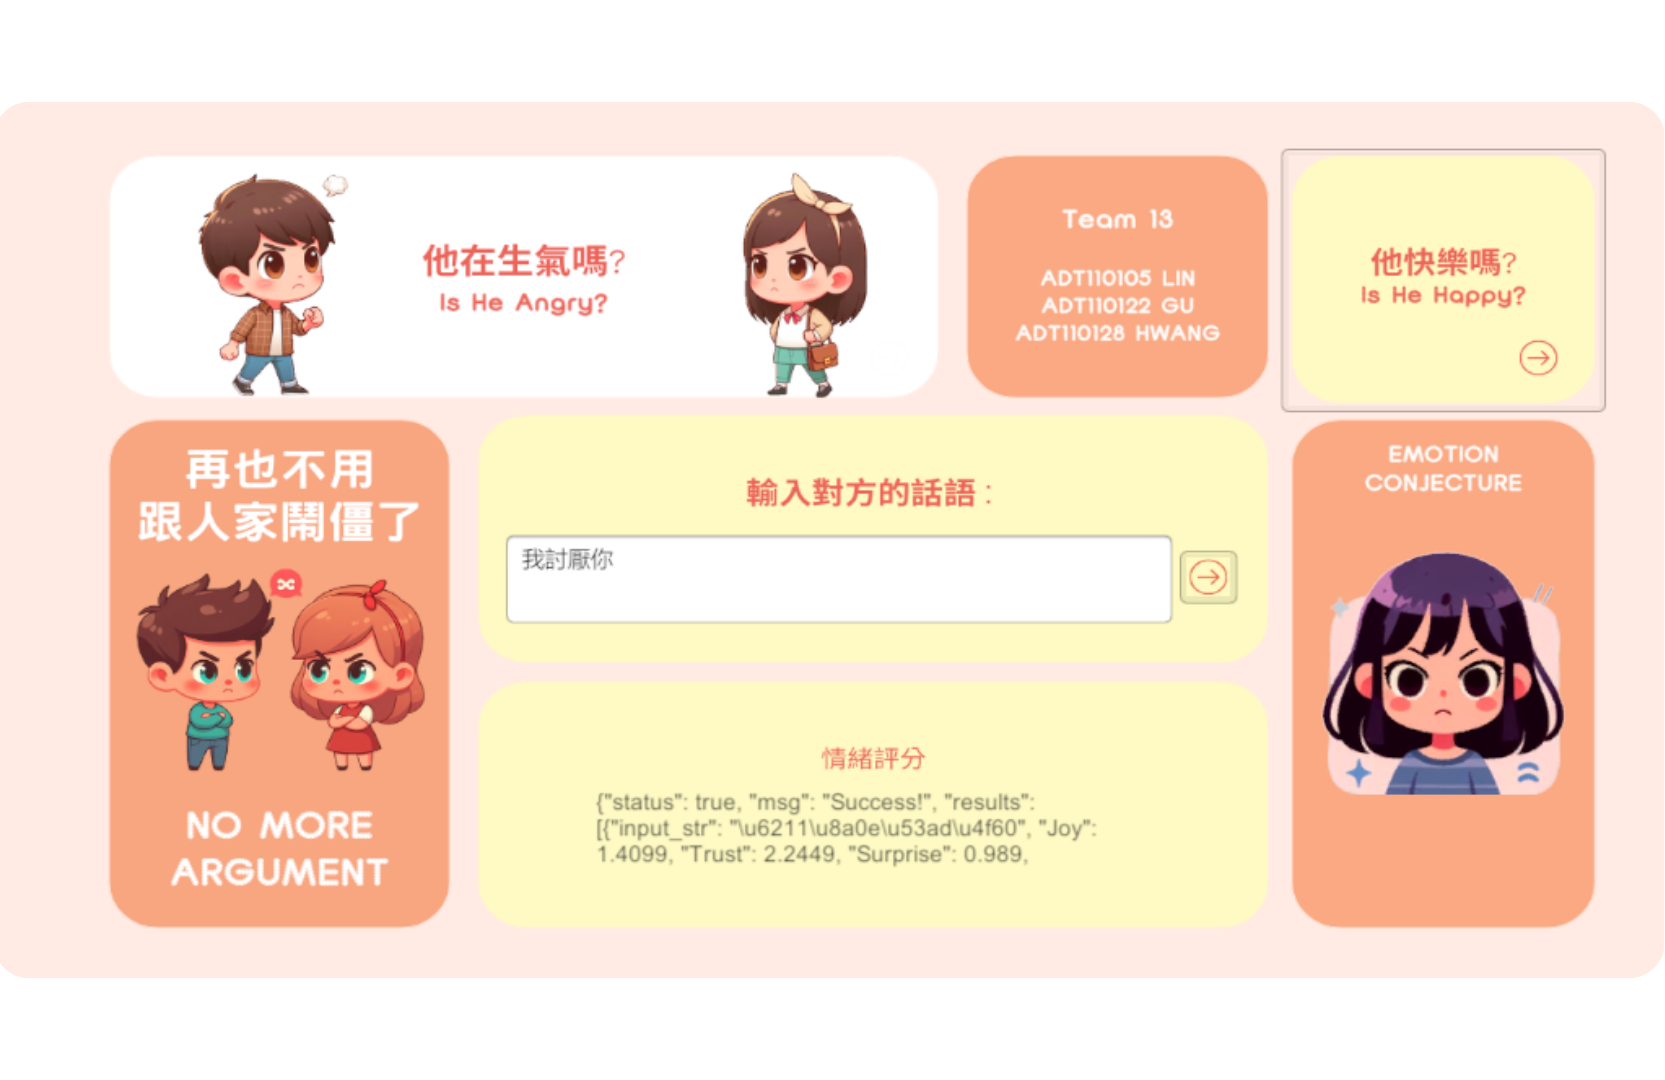 他在生氣嗎?
Is He Angry?
Team 13
ADT110105 LIN
ADT110122 GU
ADT110128 HWANG
他快樂嗎?
Is He Happy?
再也不用
跟人家鬧僵了
NO MORE
ARGUMENT
輸入對方的話語 :
我討厭你
情緒評分
{"status": true, "msg": "Success!", "results":
[{"input_str": "\u6211\u8a0e\u53ad\u4f60", "Joy":
1.4099, "Trust": 2.2449, "Surprise": 0.989,
EMOTION
CONJECTURE